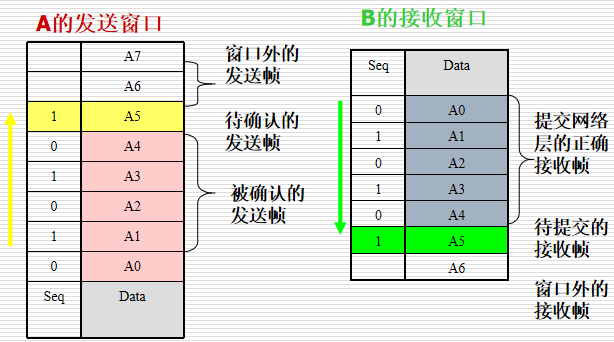 A的发送窗口
A7
A6
1 A5
0 A4
1 A3
0 A2
1 A1
0 A0
Seq Data
窗口外的
发送帧
待确认的
发送帧
被确认的
发送帧
B的接收窗口
Seq Data
0 A0
1 A1
0 A2
1 A3
0 A4
1 A5
A6
提交网络
层的正确
接收帧
待提交的
接收帧
窗口外的
接收帧